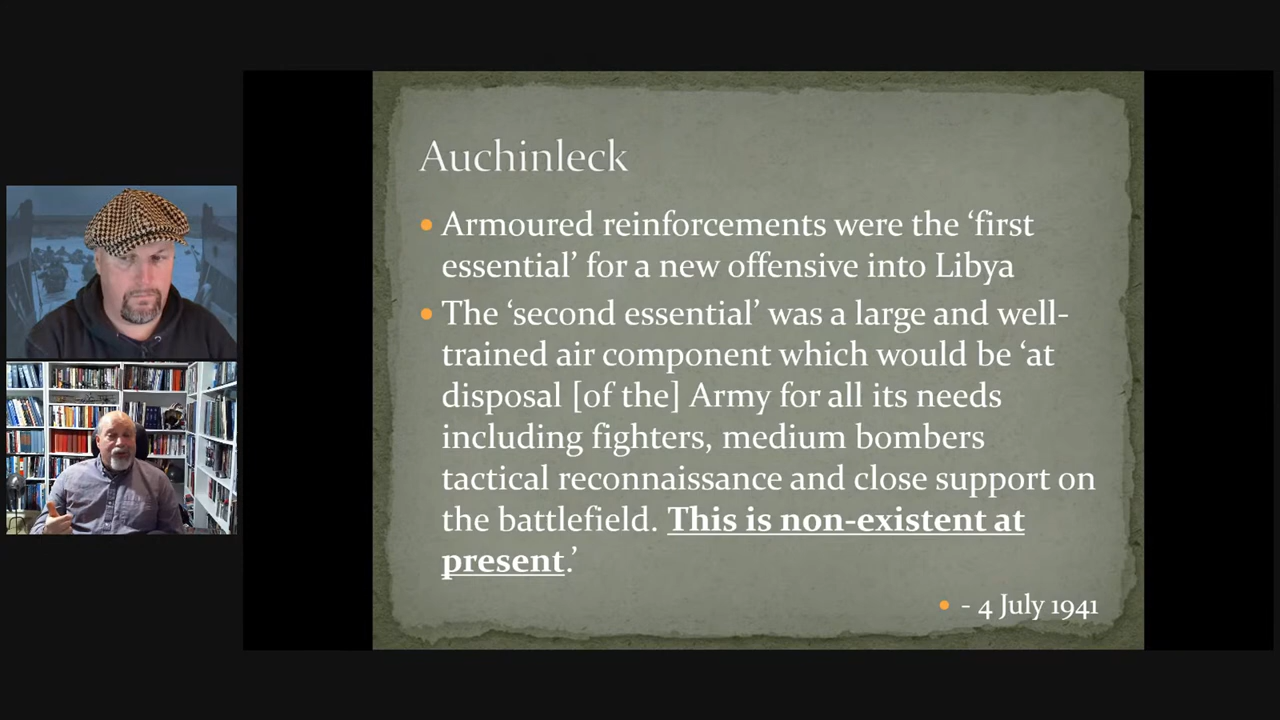 Auchinleck
• Armoured reinforcements were the ‘first
essential’ for a new offensive into Libya
• The ‘second essential’ was a large and well-
trained air component which would be ‘at
disposal [of the] Army for all its needs
including fighters, medium bombers
tactical reconnaissance and close support on
the battlefield. This is non-existent at
present.’
• - 4 July 1941